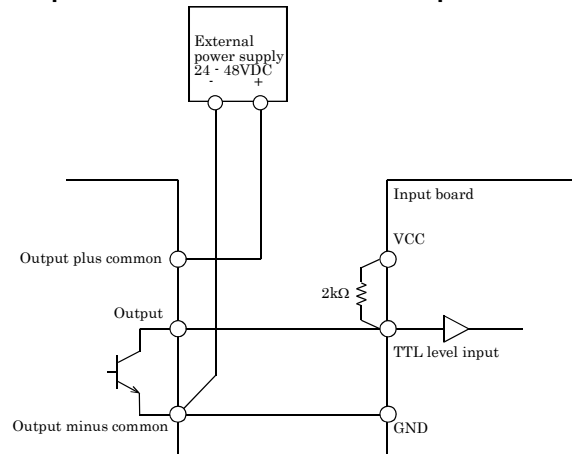 External
power supply
24 - 48VDC
- +
Input board
VCC
Output plus common
2kΩ
Output
TTL level input
Output minus common
GND